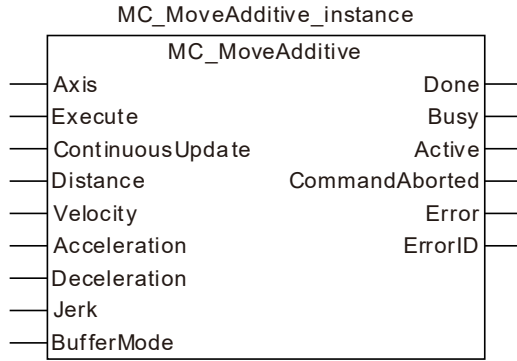 MC_MoveAdditive_instance
MC_MoveAdditive
Axis Done
Execute Busy
ContinuousUpdate Active
Distance CommandAborted
Velocity Error
Acceleration ErrorID
Deceleration
Jerk
BufferMode